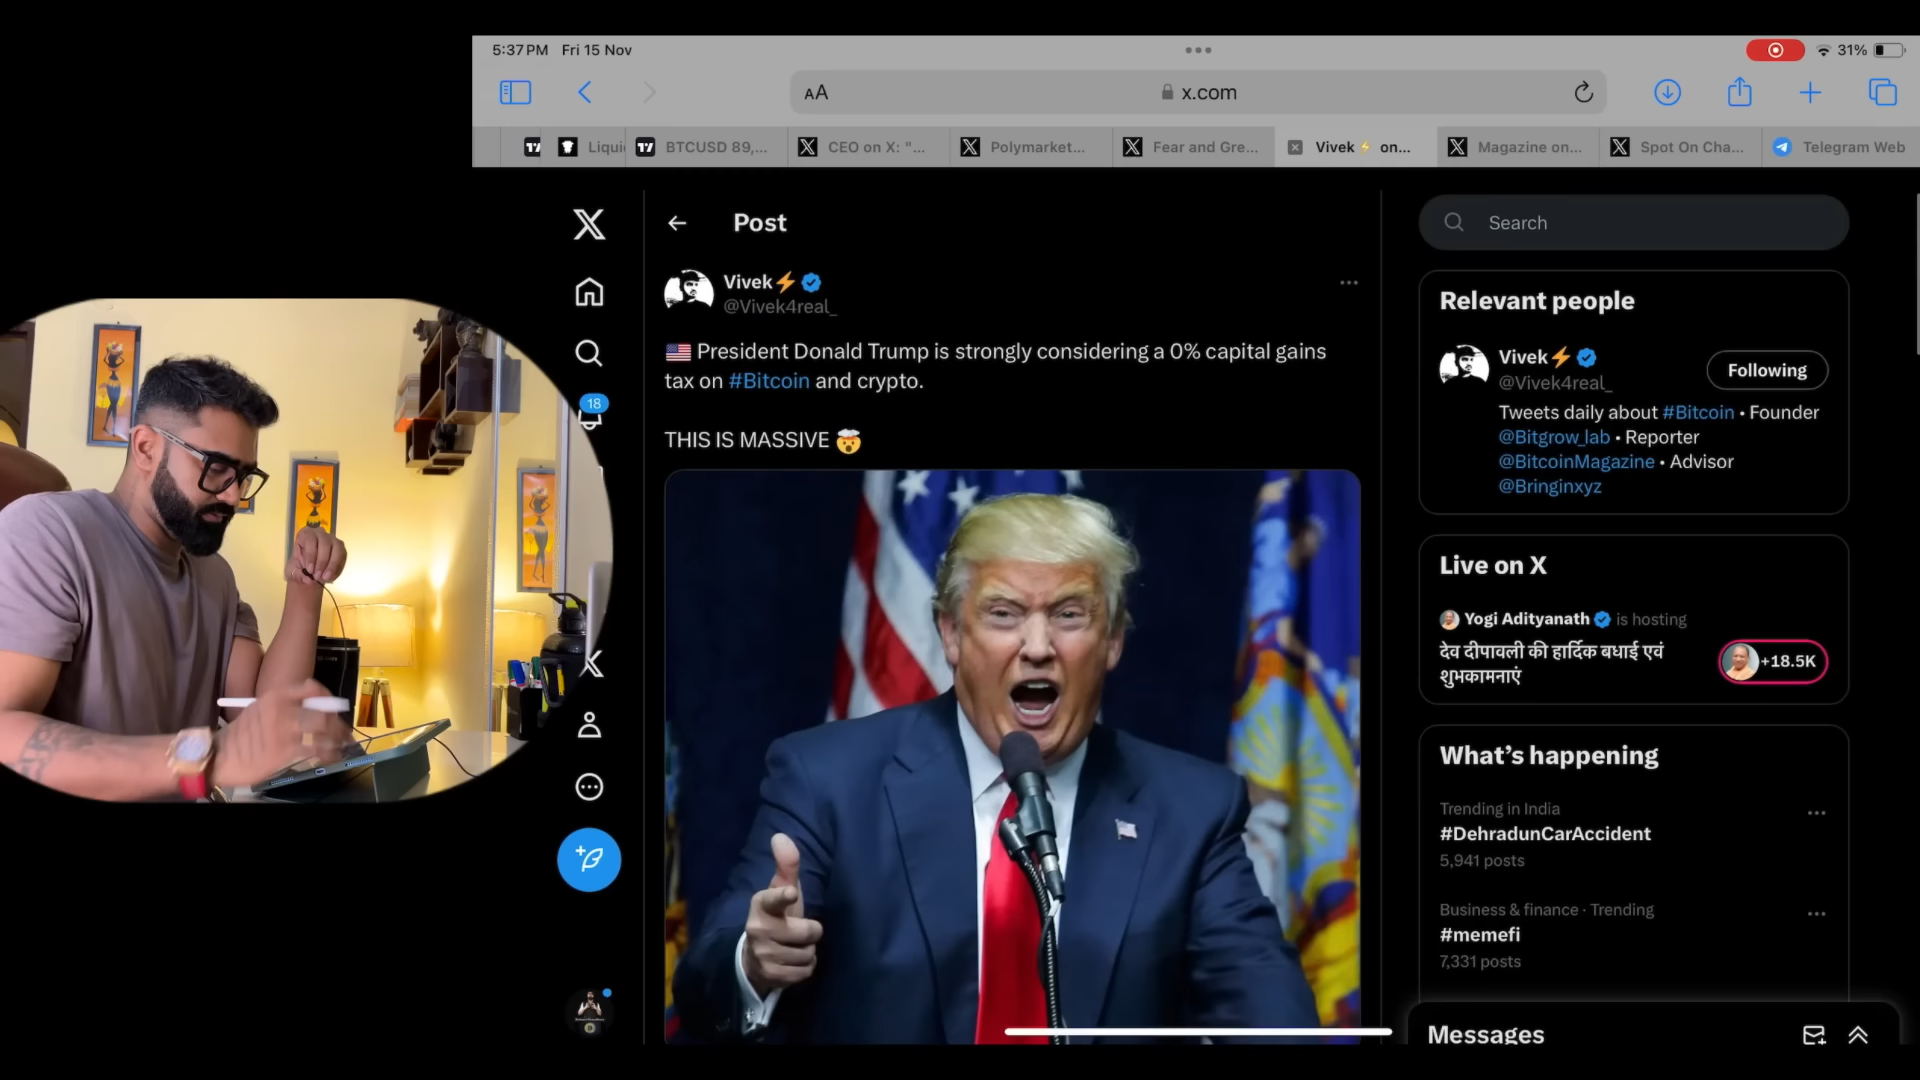 5:37 PM Fri 15 Nov
31%
AA
x.com
Liqui
BTCUSD 89,...
CEO on X: "...
Polymarket...
Fear and Gre...
Vivek⚡ on...
Magazine on...
Spot On Cha...
Telegram Web
Post
Search
Vivek⚡
@Vivek4real_
🇺🇸 President Donald Trump is strongly considering a 0% capital gains
tax on #Bitcoin and crypto.
THIS IS MASSIVE 🤯
18
Relevant people
Vivek⚡
@Vivek4real_
Following
Tweets daily about #Bitcoin • Founder
@Bitgrow_lab • Reporter
@BitcoinMagazine • Advisor
@Bringinxyz
Live on X
Yogi Adityanath is hosting
देव दीपावली की हार्दिक बधाई एवं
शुभकामनाएं
+18.5K
What's happening
Trending in India
#DehradunCarAccident
5,941 posts
Business & finance · Trending
#memefi
7,331 posts
Messages